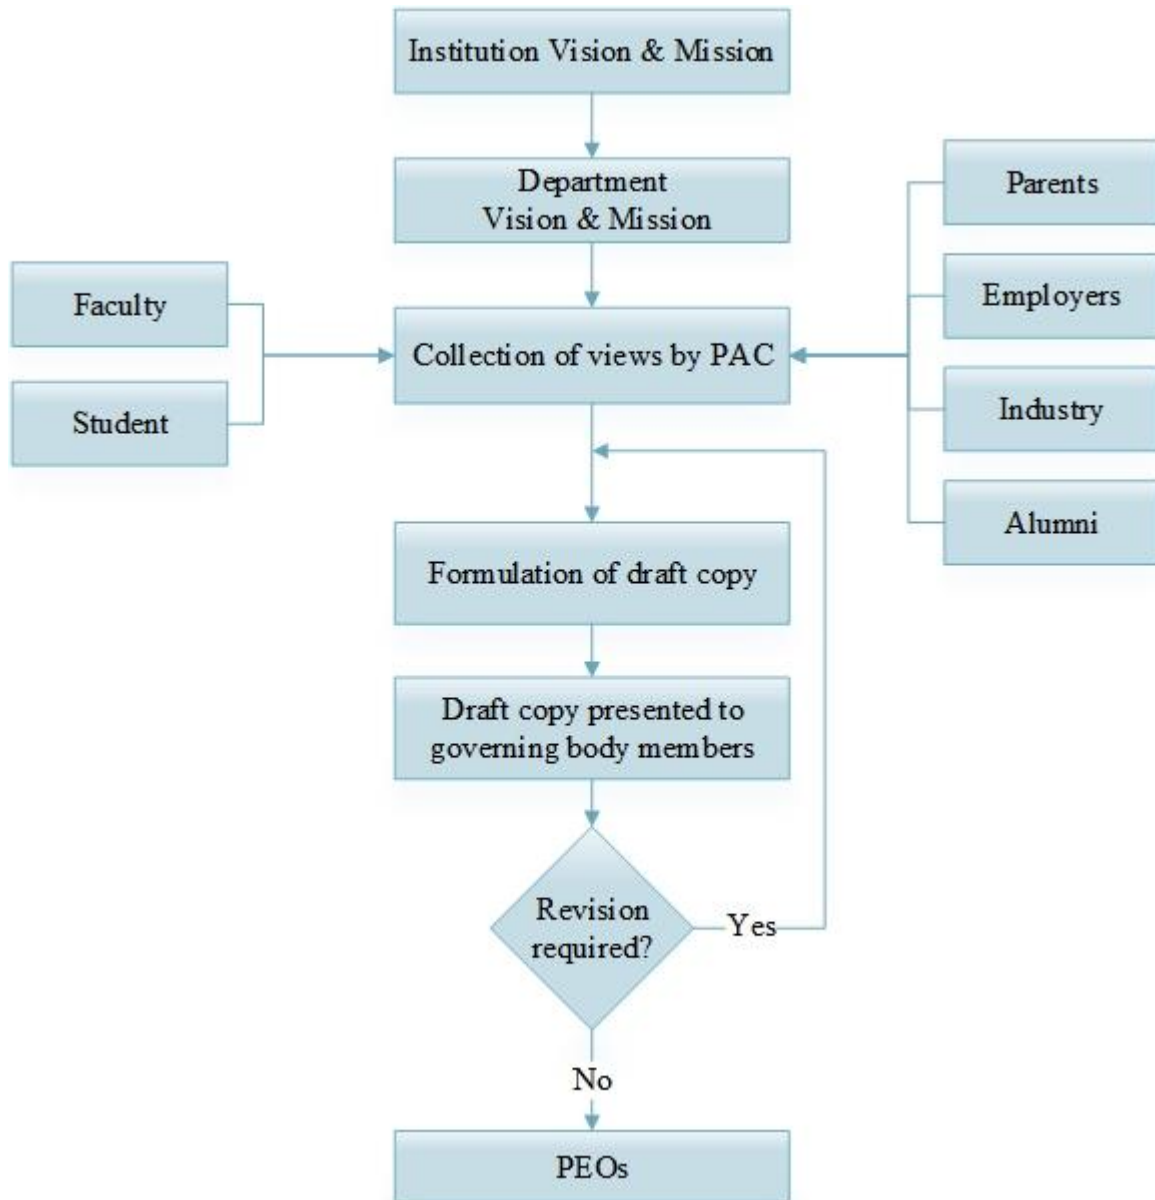 Institution Vision & Mission
Department
Vision & Mission
Parents
Faculty
Employers
Collection of views by PAC
Student
Industry
Alumni
Formulation of draft copy
Draft copy presented to
governing body members
Revision
required?
Yes
No
PEOs